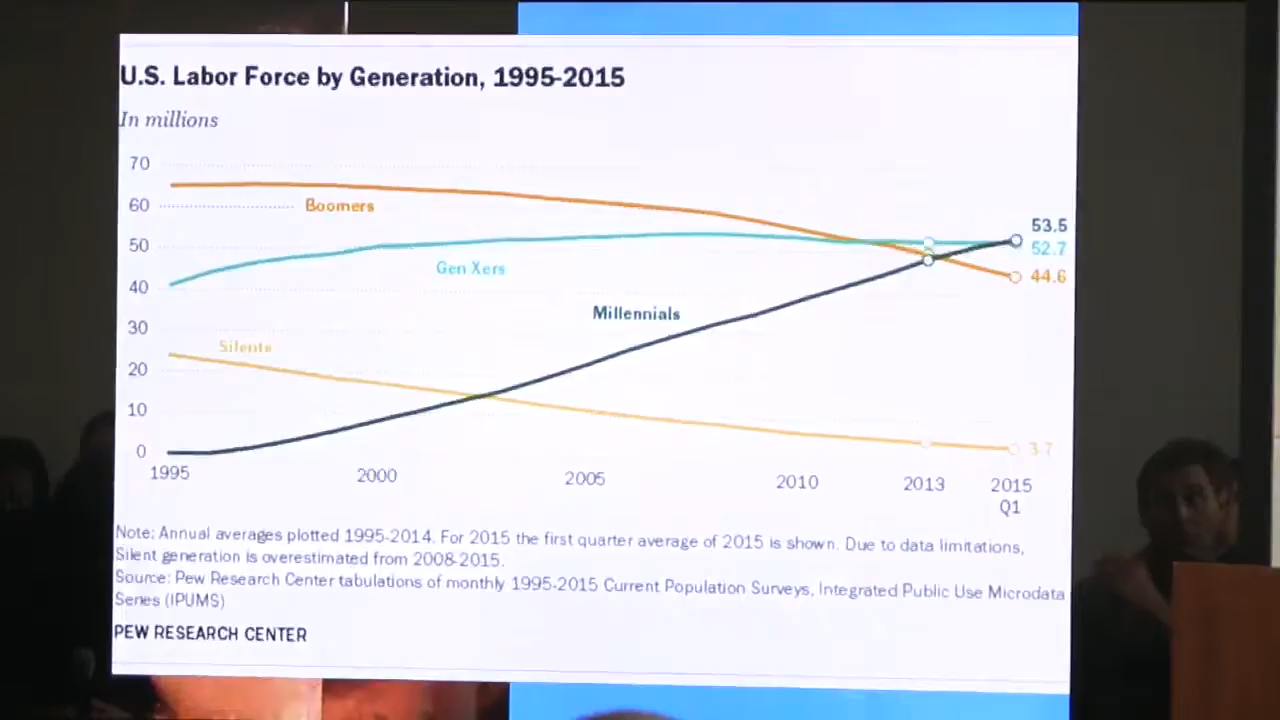 U.S. Labor Force by Generation, 1995-2015
In millions
70
60
Boomers
50
Gen Xers
40
Millennials
30
Silents
20
10
0
53.5
52.7
44.6
3.7
1995 2000 2005 2010 2013 2015
Q1
Note: Annual averages plotted 1995-2014. For 2015 the first quarter average of 2015 is shown. Due to data limitations,
Silent generation is overestimated from 2008-2015.
Source: Pew Research Center tabulations of monthly 1995-2015 Current Population Surveys, Integrated Public Use Microdata
Series (IPUMS)
PEW RESEARCH CENTER